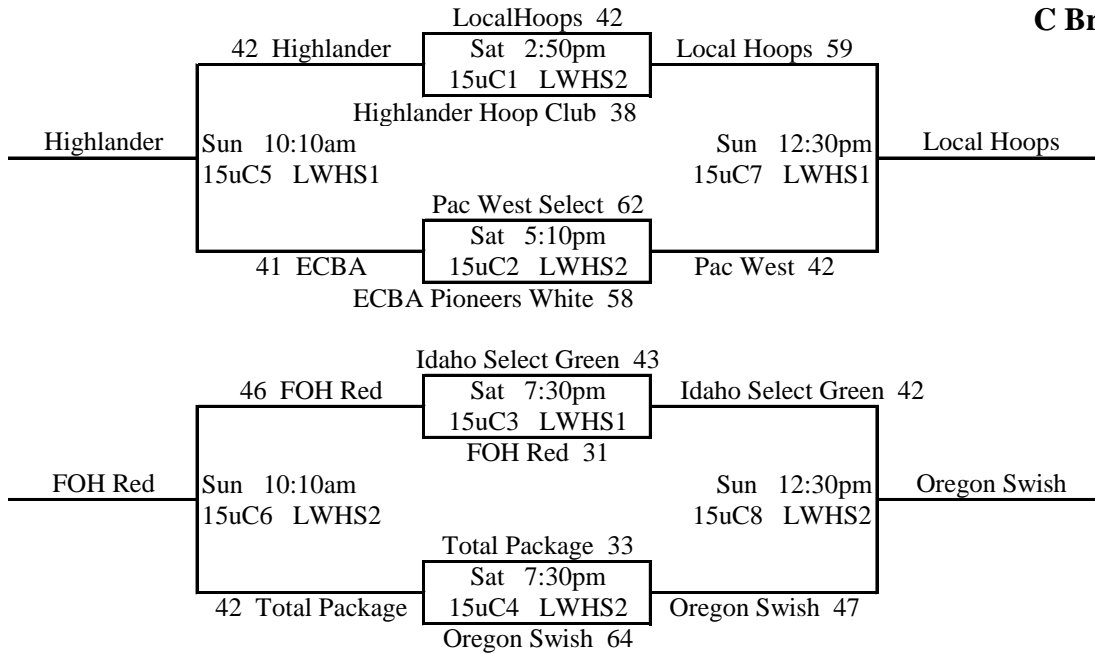 C Br
LocalHoops 42
42 Highlander
Sat 2:50pm
Local Hoops 59
15uC1 LWHS2
Highlander Hoop Club 38
Highlander
Sun 10:10am
Sun 12:30pm
Local Hoops
15uC5 LWHS1
15uC7 LWHS1
Pac West Select 62
Sat 5:10pm
41 ECBA
15uC2 LWHS2
Pac West 42
ECBA Pioneers White 58
Idaho Select Green 43
46 FOH Red
Sat 7:30pm
Idaho Select Green 42
15uC3 LWHS1
FOH Red 31
FOH Red
Sun 10:10am
Sun 12:30pm
Oregon Swish
15uC6 LWHS2
15uC8 LWHS2
Total Package 33
Sat 7:30pm
42 Total Package
15uC4 LWHS2
Oregon Swish 47
Oregon Swish 64